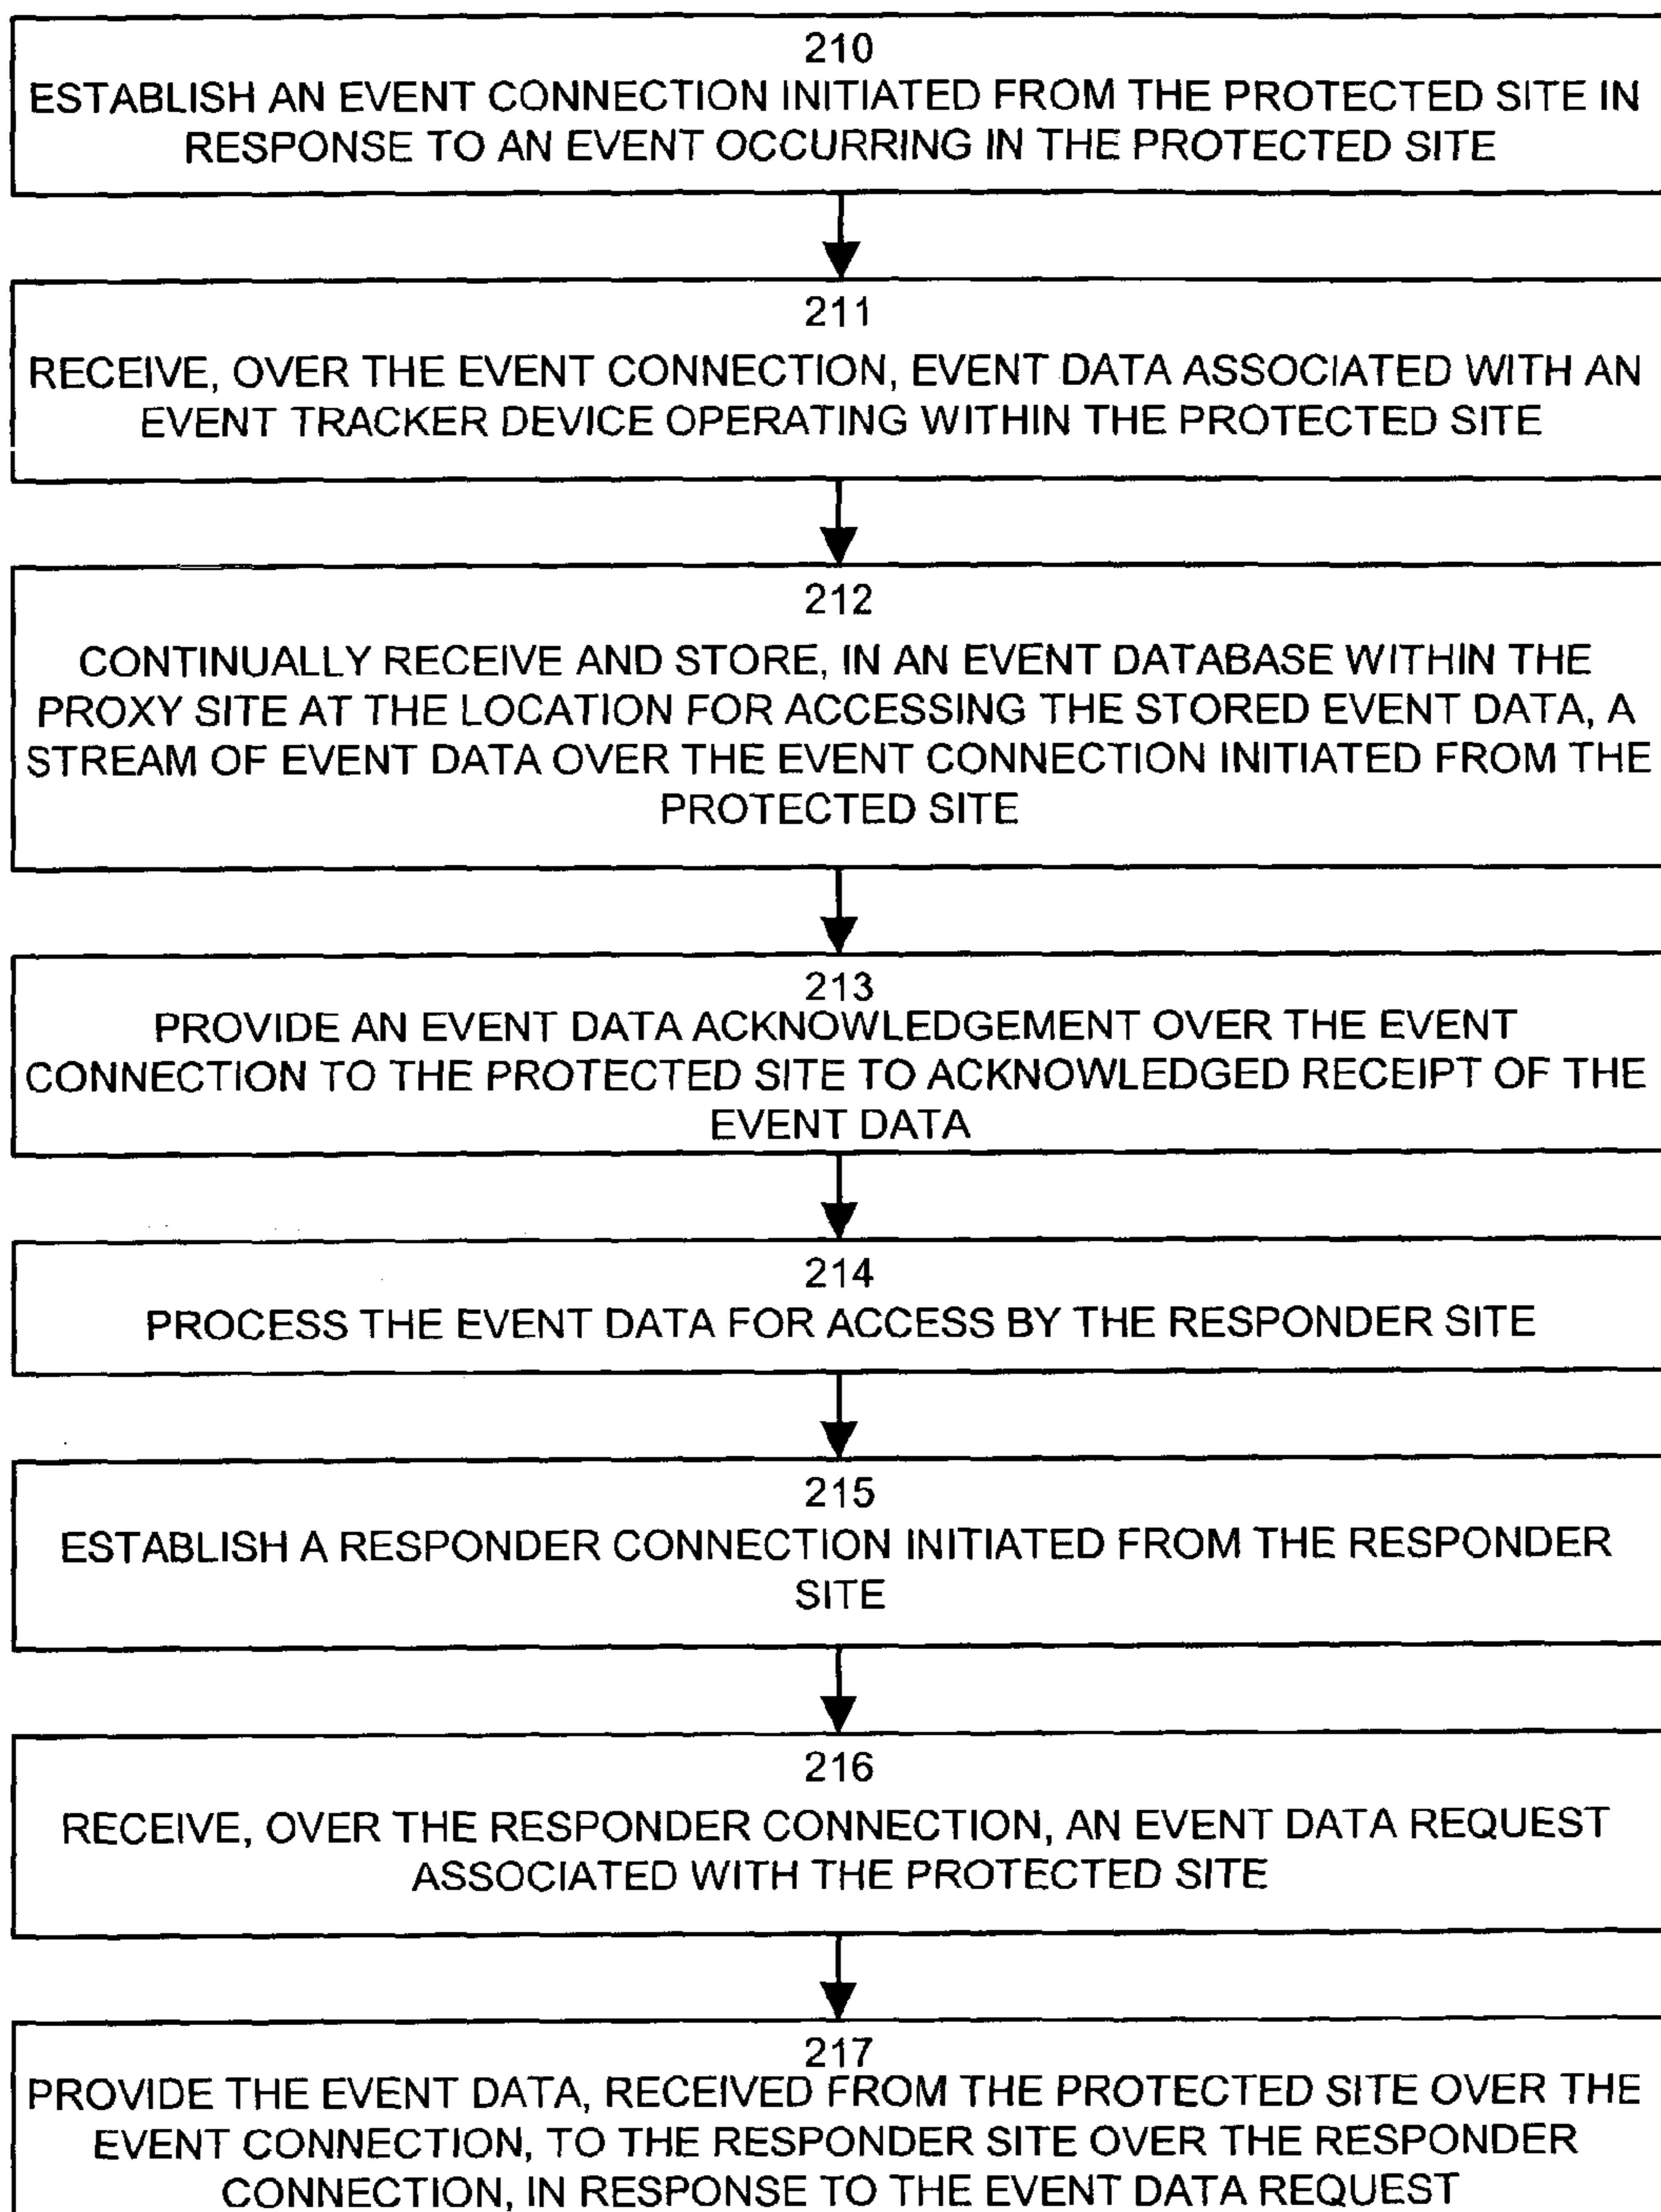 210
ESTABLISH AN EVENT CONNECTION INITIATED FROM THE PROTECTED SITE IN
RESPONSE TO AN EVENT OCCURRING IN THE PROTECTED SITE
211
RECEIVE, OVER THE EVENT CONNECTION, EVENT DATA ASSOCIATED WITH AN
EVENT TRACKER DEVICE OPERATING WITHIN THE PROTECTED SITE
212
CONTINUALLY RECEIVE AND STORE, IN AN EVENT DATABASE WITHIN THE
PROXY SITE AT THE LOCATION FOR ACCESSING THE STORED EVENT DATA, A
STREAM OF EVENT DATA OVER THE EVENT CONNECTION INITIATED FROM THE
PROTECTED SITE
213
PROVIDE AN EVENT DATA ACKNOWLEDGEMENT OVER THE EVENT
CONNECTION TO THE PROTECTED SITE TO ACKNOWLEDGED RECEIPT OF THE
EVENT DATA
214
PROCESS THE EVENT DATA FOR ACCESS BY THE RESPONDER SITE
215
ESTABLISH A RESPONDER CONNECTION INITIATED FROM THE RESPONDER
SITE
216
RECEIVE, OVER THE RESPONDER CONNECTION, AN EVENT DATA REQUEST
ASSOCIATED WITH THE PROTECTED SITE
217
PROVIDE THE EVENT DATA, RECEIVED FROM THE PROTECTED SITE OVER THE
EVENT CONNECTION, TO THE RESPONDER SITE OVER THE RESPONDER
CONNECTION, IN RESPONSE TO THE EVENT DATA REQUEST